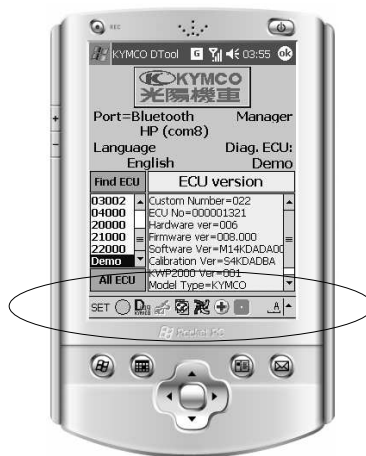 REC
KYMCO DTool G 03:55 ok
KYMCO
光陽機車
Port=Bluetooth Manager
HP (com8)
Language Diag. ECU:
English Demo
Find ECU ECU version
03002 Custom Number=022
04000 ECU No=000001321
20000 Hardware ver=006
21000 Firmware ver=008.000
22000 Software Ver=M14KDADA00
Demo Calibration Ver=S4KDADBA
All ECU KWP2000 Ver=001
Model Type=KYMCO
SET D A
Pocket PC